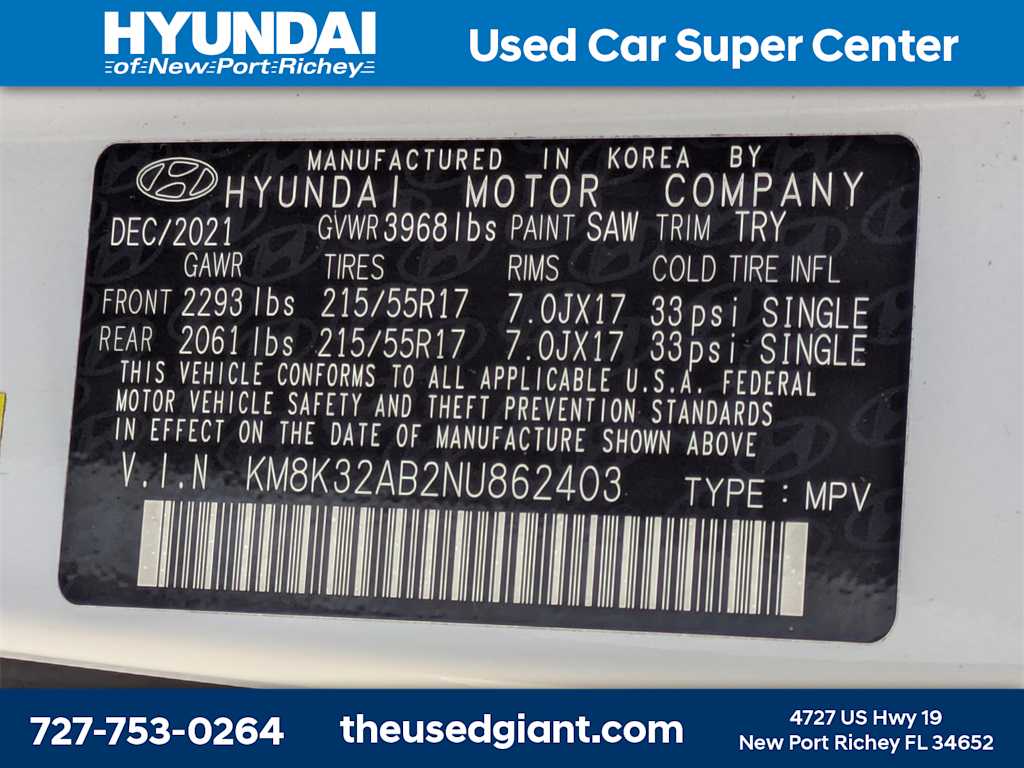 HYUNDAI
of New Port Richey
Used Car Super Center
MANUFACTURED IN KOREA BY
HYUNDAI MOTOR COMPANY
DEC/2021 GVWR 3968 lbs PAINT SAW TRIM TRY
GAWR TIRES RIMS COLD TIRE INFL
FRONT 2293 lbs 215/55R17 7.0JX17 33psi SINGLE
REAR 2061 lbs 215/55R17 7.0JX17 33psi SINGLE
THIS VEHICLE CONFORMS TO ALL APPLICABLE U.S.A. FEDERAL
MOTOR VEHICLE SAFETY AND THEFT PREVENTION STANDARDS
IN EFFECT ON THE DATE OF MANUFACTURE SHOWN ABOVE
V.I.N KM8K32AB2NU862403 TYPE : MPV
727-753-0264
theusedgiant.com
4727 US Hwy 19
New Port Richey FL 34652